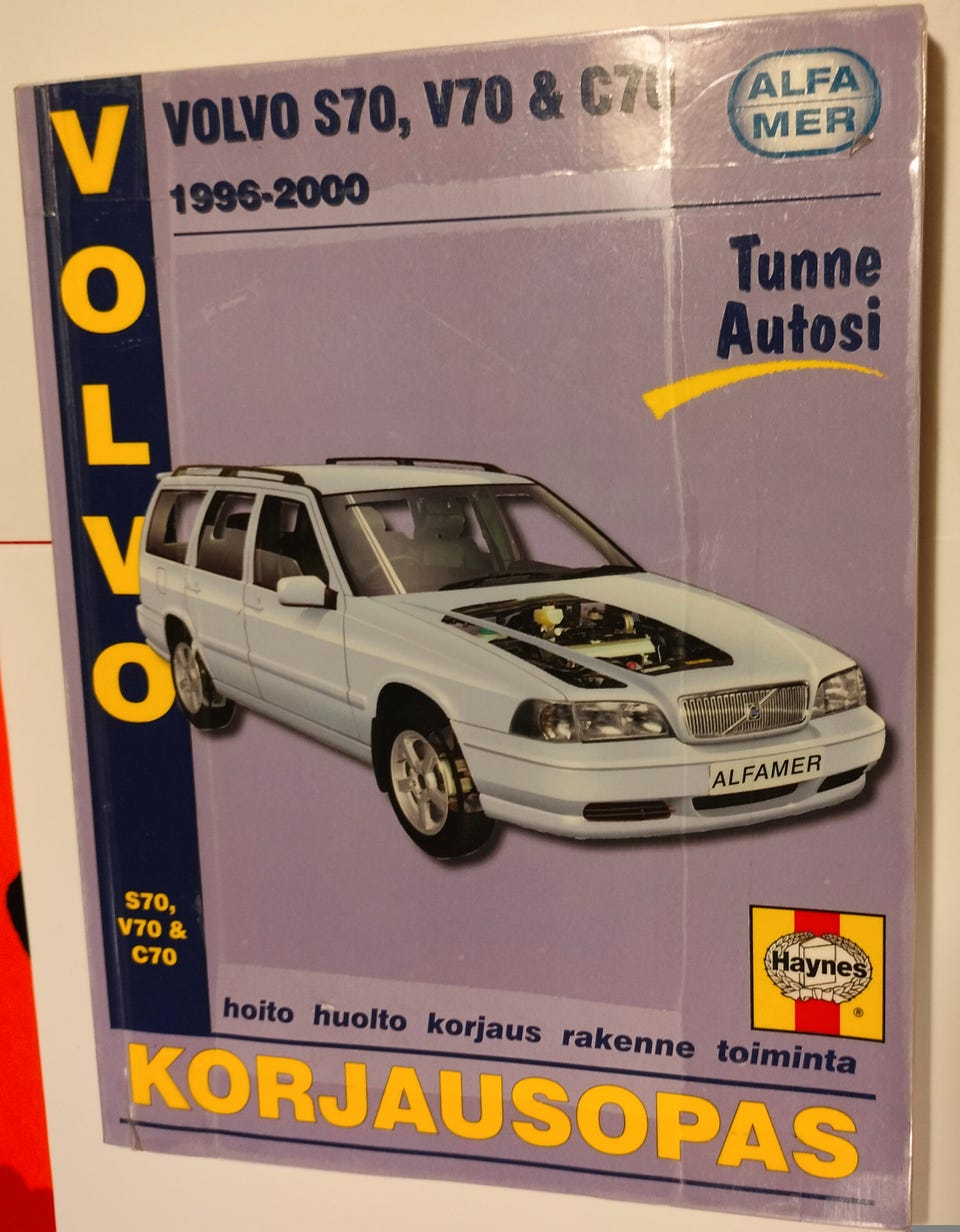 VOLVO
VOLVO S70, V70 & C70
1996-2000
ALFA
MER
Tunne
Autosi
ALFAMER
S70,
V70 &
C70
Haynes
®
hoito huolto korjaus rakenne toiminta
KORJAUSOPAS